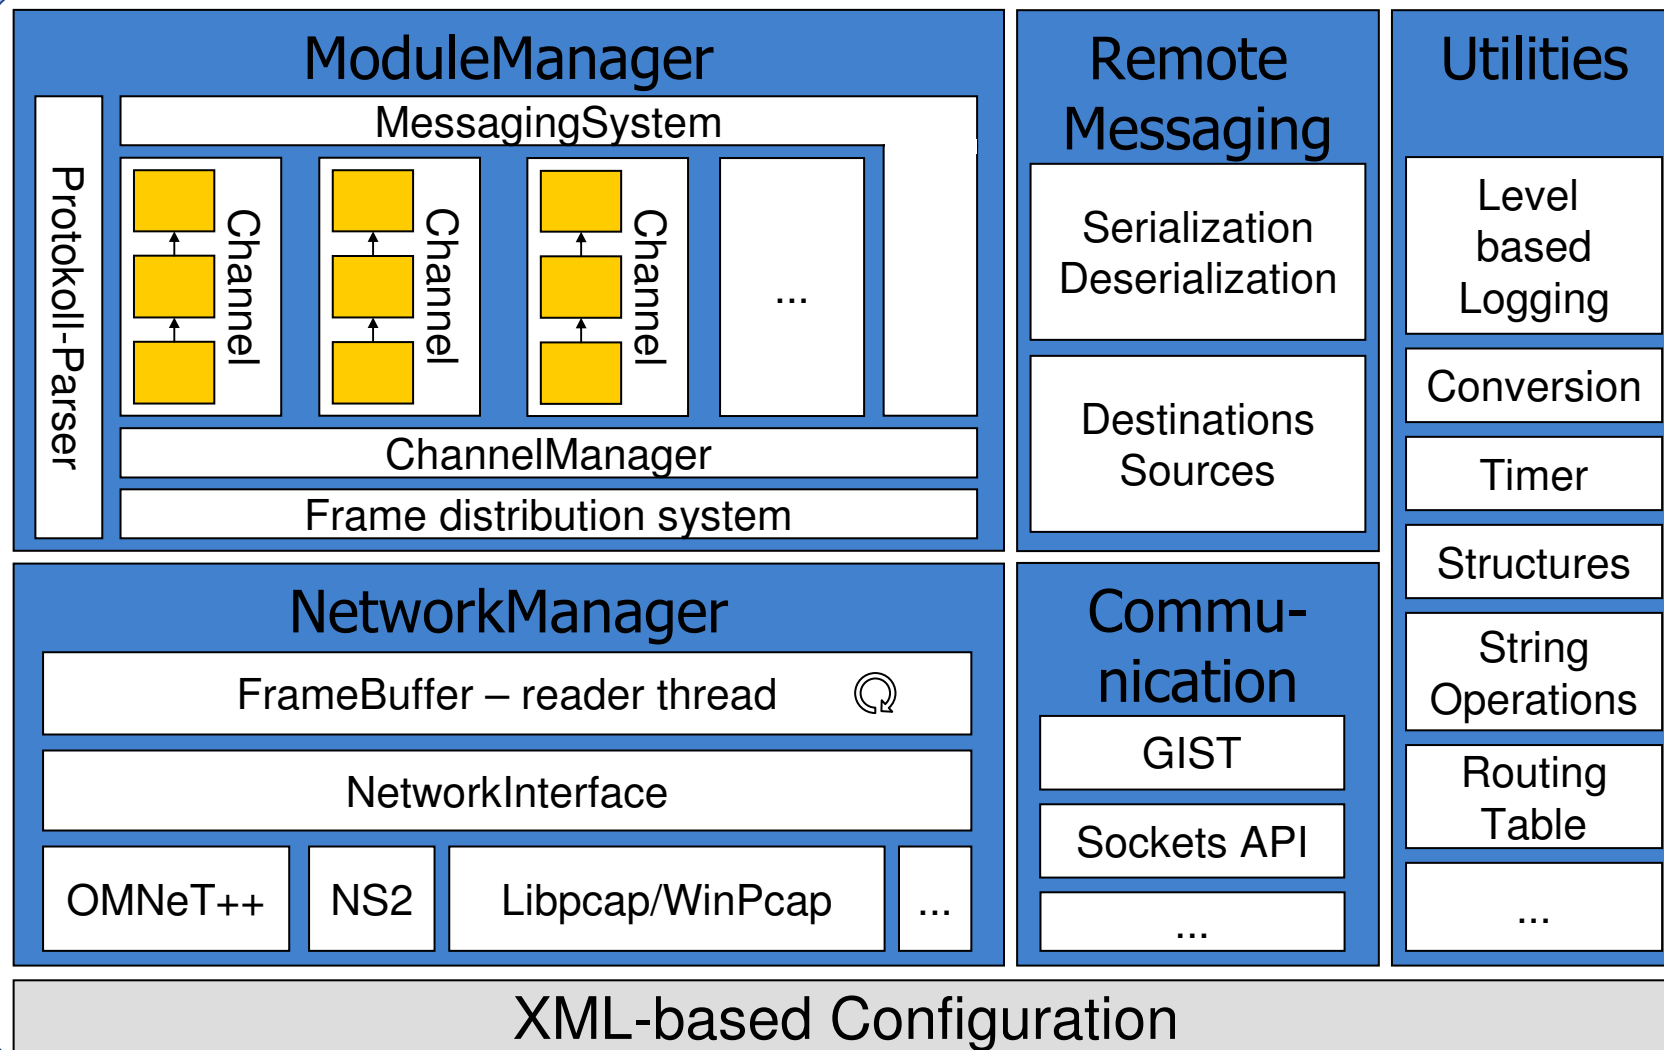 ModuleManager
MessagingSystem
Protokoll-Parser
Channel
Channel
Channel
...
ChannelManager
Frame distribution system
Remote
Messaging
Serialization
Deserialization
Destinations
Sources
Utilities
Level
based
Logging
Conversion
Timer
Structures
String
Operations
Routing
Table
...
NetworkManager
FrameBuffer – reader thread
NetworkInterface
OMNeT++
NS2
Libpcap/WinPcap
...
Commu-
nication
GIST
Sockets API
...
XML-based Configuration